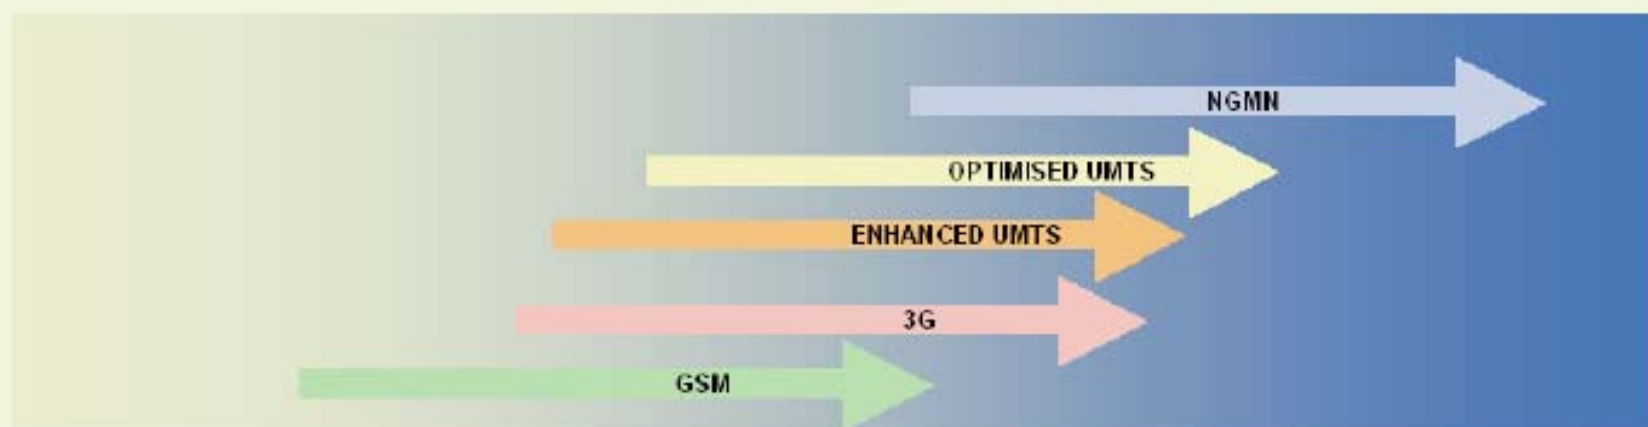 NGMN
OPTIMISED UMTS
ENHANCED UMTS
3G
GSM